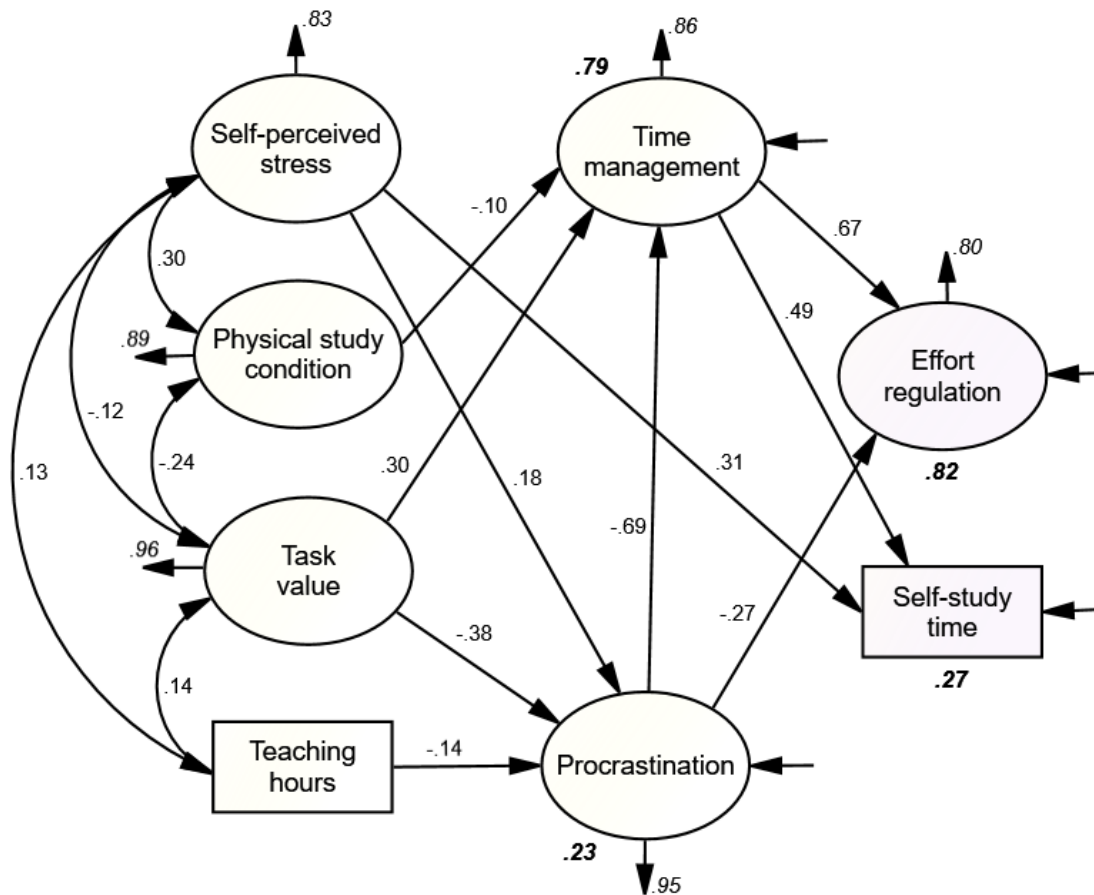 .83
.86
.79
Self-perceived
stress
Time
management
-.10
.67
.80
.30
.89
Physical study
condition
.49
Effort
regulation
-.12
-.24
.13
.30
.18
.31
.82
-.69
.96
Task
value
Self-study
time
-.38
-.27
.27
.14
Teaching
hours
-.14
Procrastination
.23
.95